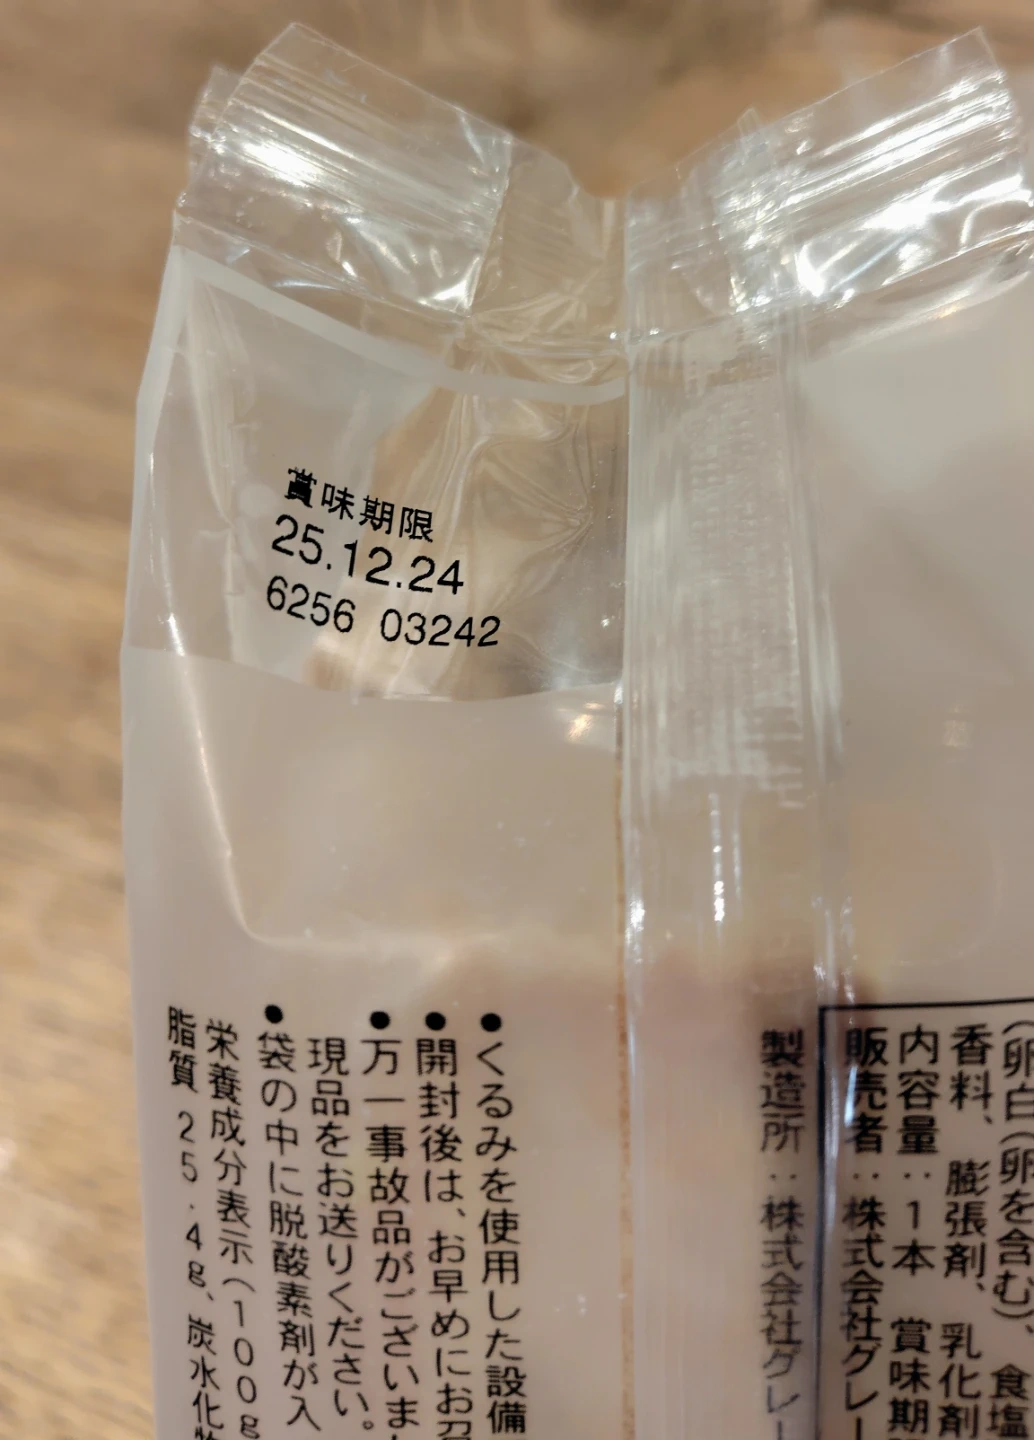 賞味期限
25.12.24
6256 03242
(卵白(卵を含む)、食塩
香料、膨張剤、乳化剤
内容量：1本 賞味期
販売者：株式会社グレー
製造所：株式会社グレー
●くるみを使用した設備
●開封後は、お早めにお召
●万一事故品がございまし
現品をお送りください。
●袋の中に脱酸素剤が入
栄養成分表示(100g
脂質 25.4g、炭水化物